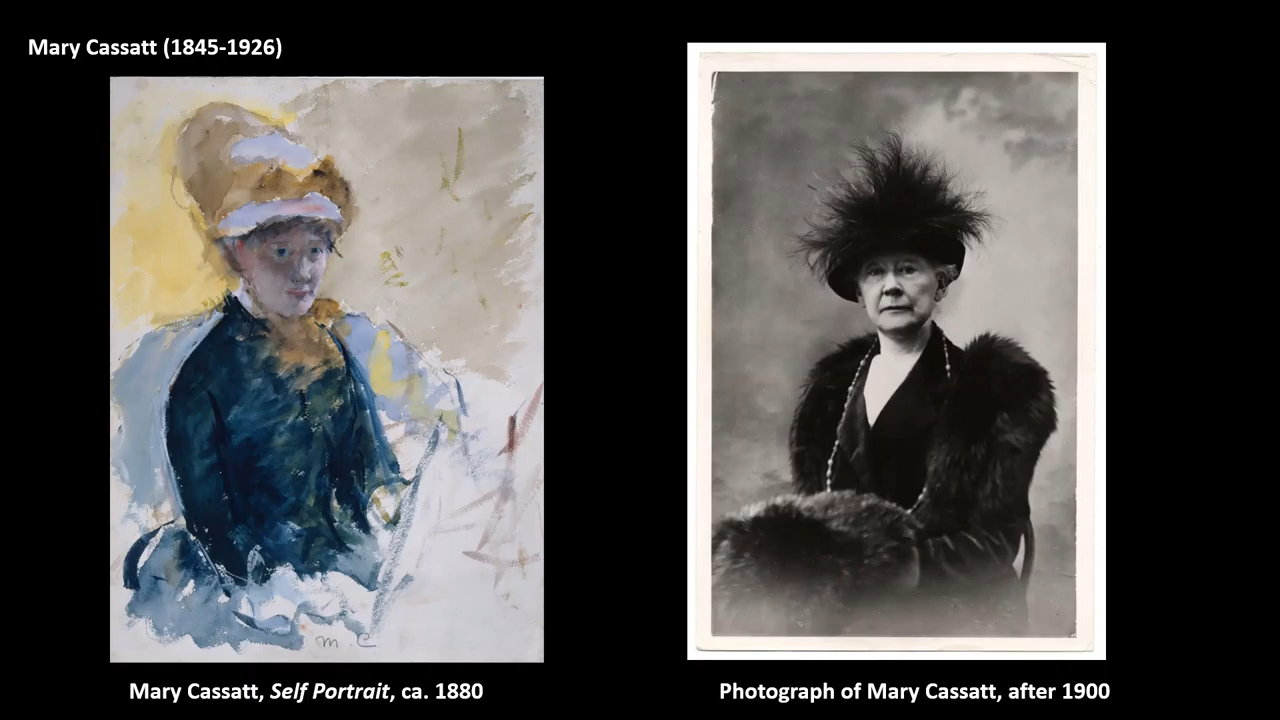 Mary Cassatt (1845-1926)
M C
Mary Cassatt, Self Portrait, ca. 1880
Photograph of Mary Cassatt, after 1900